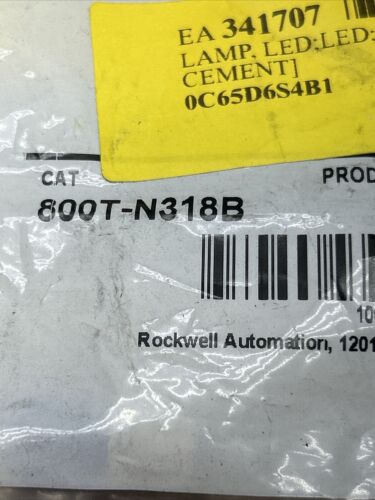 EA 341707
LAMP, LED;LED;
CEMENT]
0C65D6S4B1
CAT
PROD
800T-N318B
10
Rockwell Automation, 1201